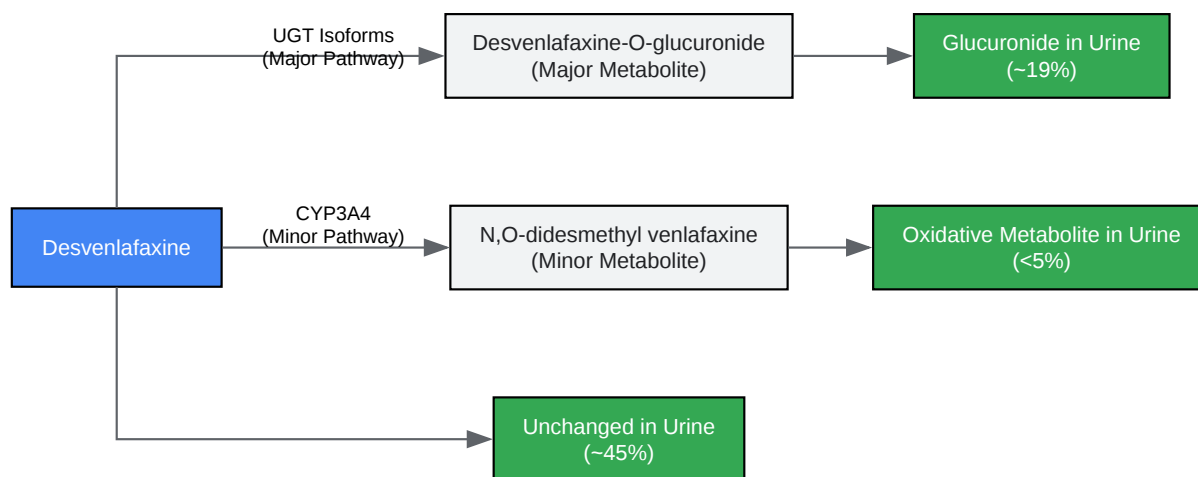 UGT Isoforms
(Major Pathway)
Desvenlafaxine-O-glucuronide
(Major Metabolite)
Glucuronide in Urine
(~19%)
Desvenlafaxine
CYP3A4
(Minor Pathway)
N,O-didesmethyl venlafaxine
(Minor Metabolite)
Oxidative Metabolite in Urine
(<5%)
Unchanged in Urine
(~45%)